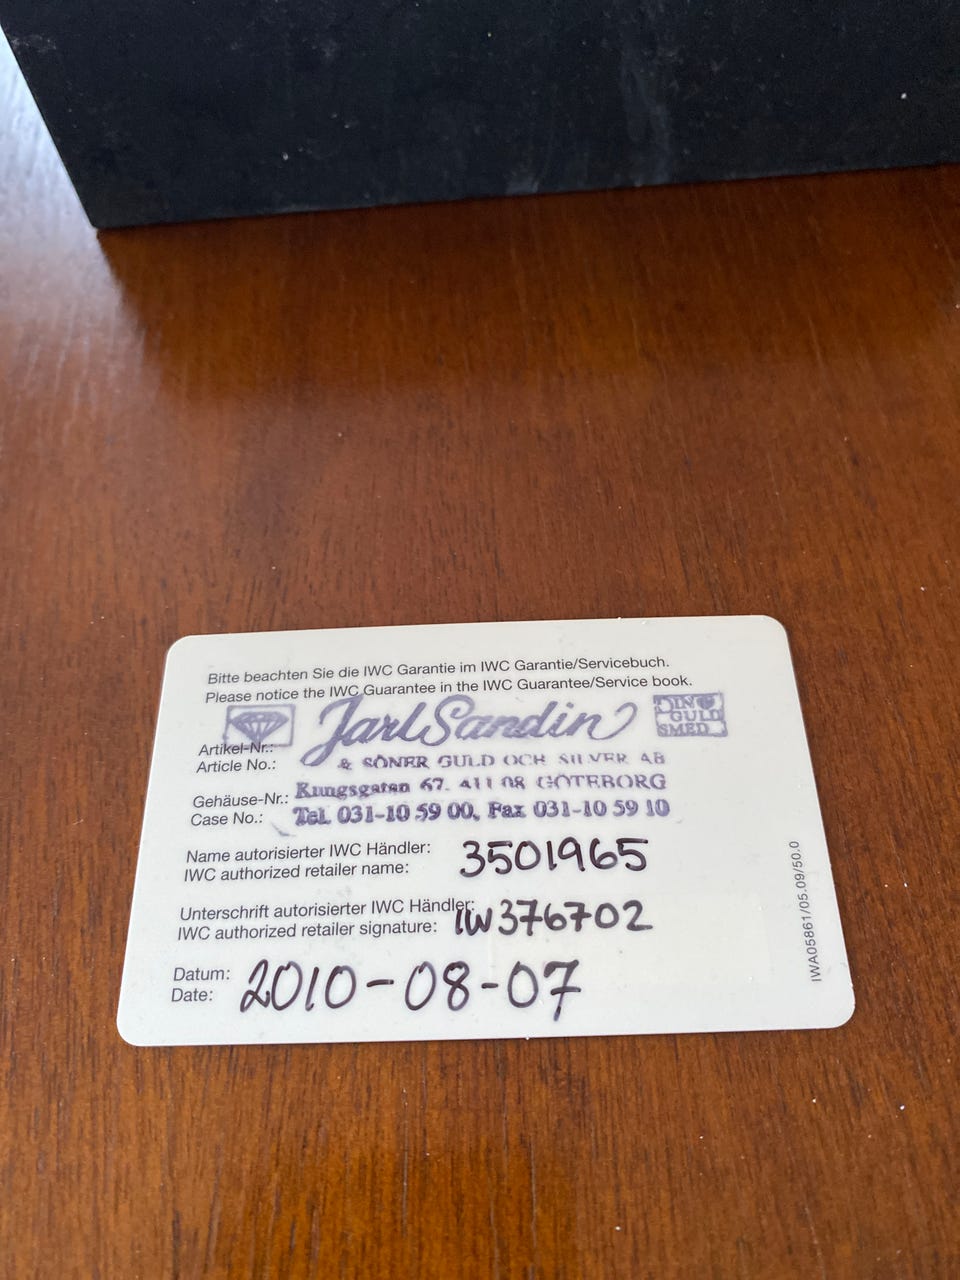 Bitte beachten Sie die IWC Garantie im IWC Garantie/Servicebuch.
Please notice the IWC Guarantee in the IWC Guarantee/Service book.
Jarl Sandin
DIN
GULD
SMED
Artikel-Nr.:
Article No.:
& SÖNER GULD OCH SILVER AB
Gehäuse-Nr.:
Kungsgatan 67. 411 08 GÖTEBORG
Case No.:
Tel. 031-10 59 00, Fax 031-10 59 10
Name autorisierter IWC Händler:
IWC authorized retailer name:
3501965
Unterschrift autorisierter IWC Händler:
IWC authorized retailer signature:
IW376702
Datum:
Date:
2010-08-07
IWA05861/05.09/50.0